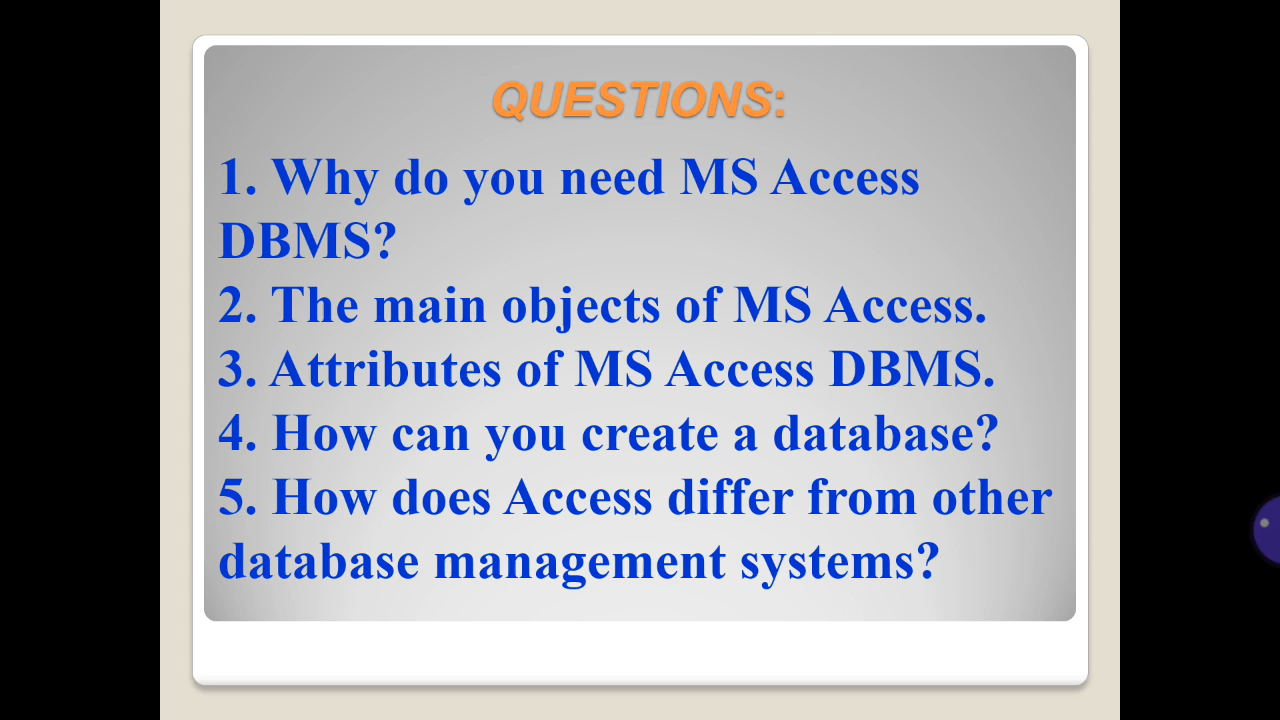 QUESTIONS:
1. Why do you need MS Access
DBMS?
2. The main objects of MS Access.
3. Attributes of MS Access DBMS.
4. How can you create a database?
5. How does Access differ from other
database management systems?